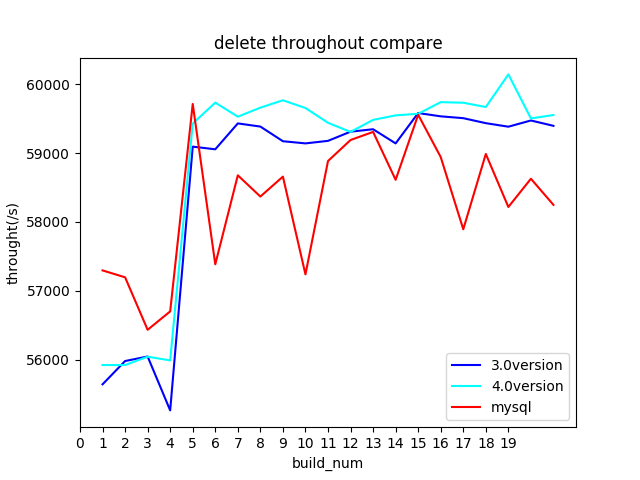 delete throughout compare
throught(/s)
60000
59000
58000
57000
56000
3.0version
4.0version
mysql
0 1 2 3 4 5 6 7 8 9 10 11 12 13 14 15 16 17 18 19
build_num